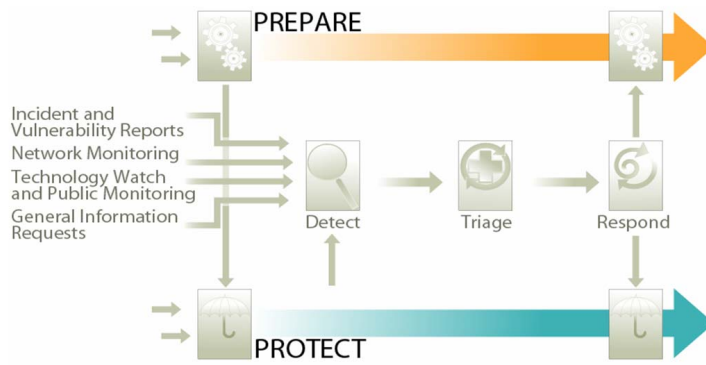 PREPARE
Incident and
Vulnerability Reports
Network Monitoring
Technology Watch
and Public Monitoring
General Information
Requests
Detect
Triage
Respond
PROTECT